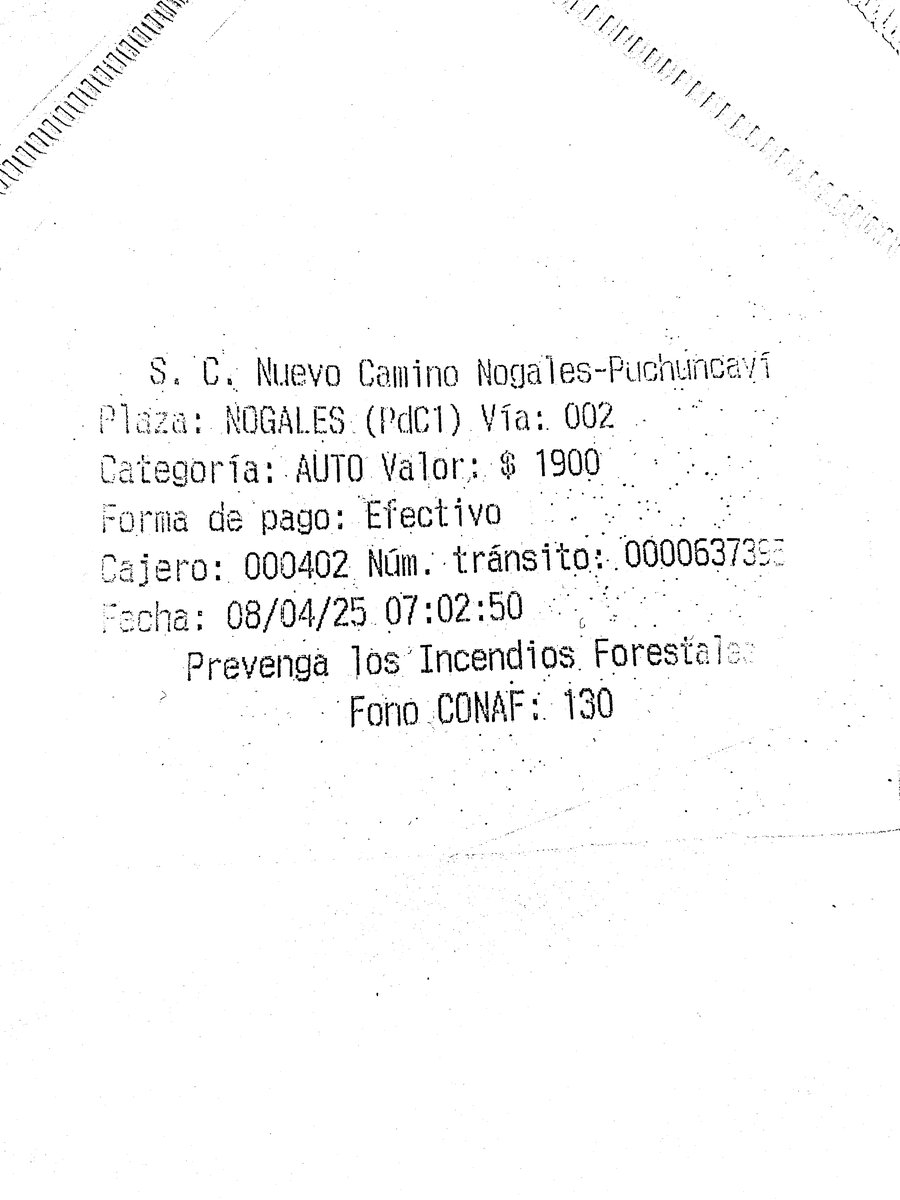 S. C. Nuevo Camino Nogales-Puchuncaví
Plaza: NOGALES (PdC1) Vía: 002
Categoría: AUTO Valor: $ 1900
Forma de pago: Efectivo
Cajero: 000402 Núm. tránsito:
Fecha: 08/04/25 07:02:50
Prevenga los Incendios Forestales
Fono CONAF: 130